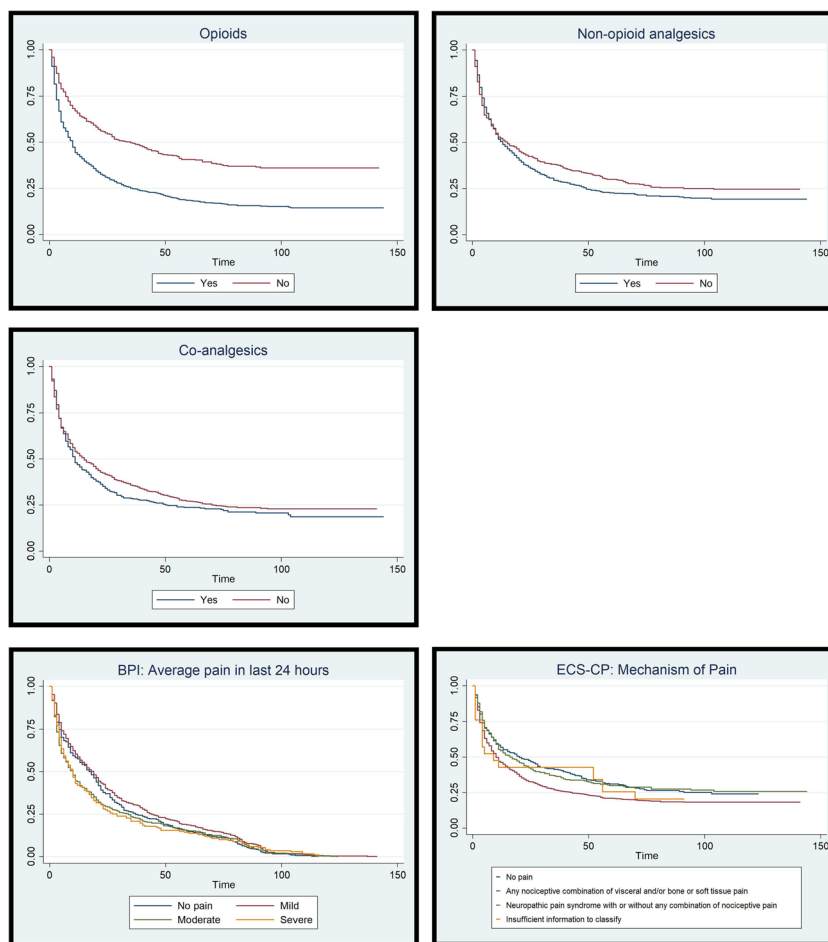 Opioids
1.00
0.75
0.50
0.25
0.00
0 50 100 150
Time
Yes No
Non-opioid analgesics
1.00
0.75
0.50
0.25
0.00
0 50 100 150
Time
Yes No
Co-analgesics
1.00
0.75
0.50
0.25
0.00
0 50 100 150
Time
Yes No
BPI: Average pain in last 24 hours
1.00
0.75
0.50
0.25
0.00
0 50 100 150
Time
No pain Mild
Moderate Severe
ECS-CP: Mechanism of Pain
1.00
0.75
0.50
0.25
0.00
0 50 100 150
Time
No pain
Any nociceptive combination of visceral and/or bone or soft tissue pain
Neuropathic pain syndrome with or without any combination of nociceptive pain
Insufficient information to classify